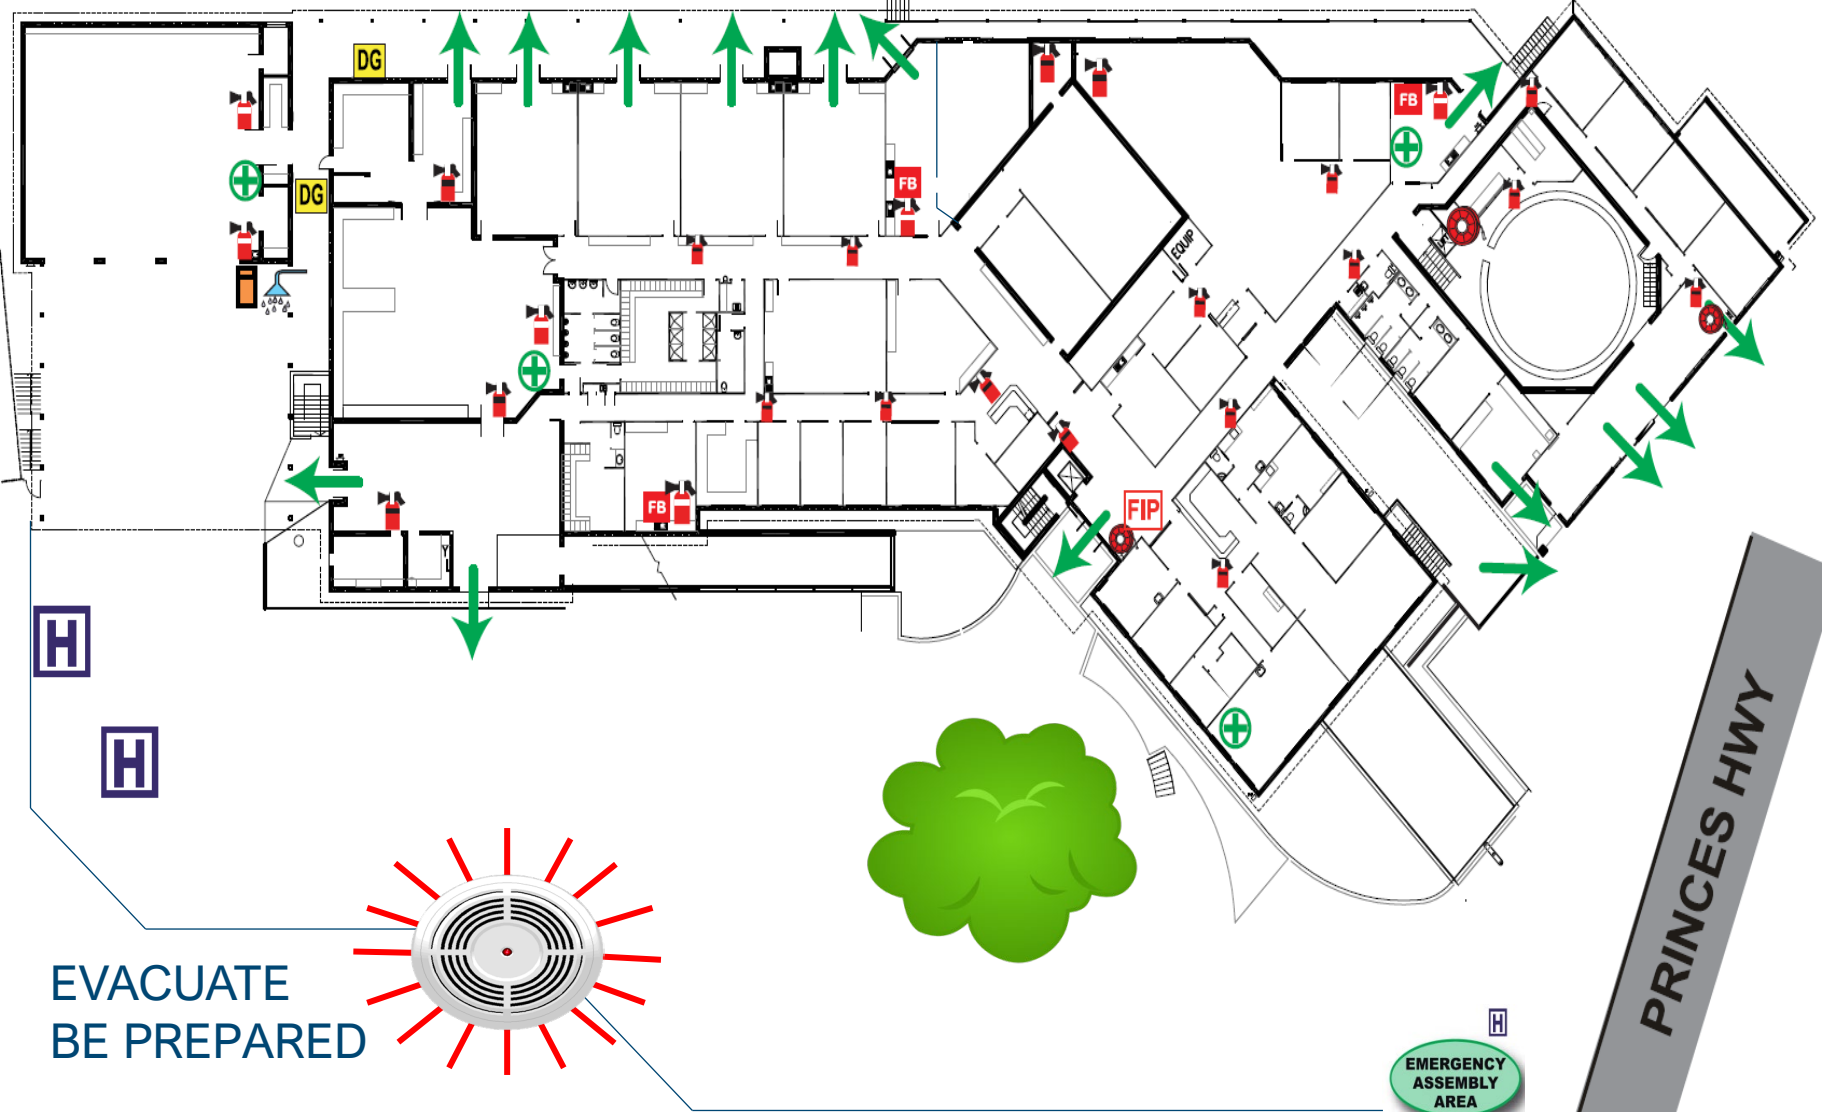 DG
FB
DG
FB
EQUIP
FB
FIP
H
H
PRINCES HWY
EVACUATE
BE PREPARED
H
EMERGENCY
ASSEMBLY
AREA